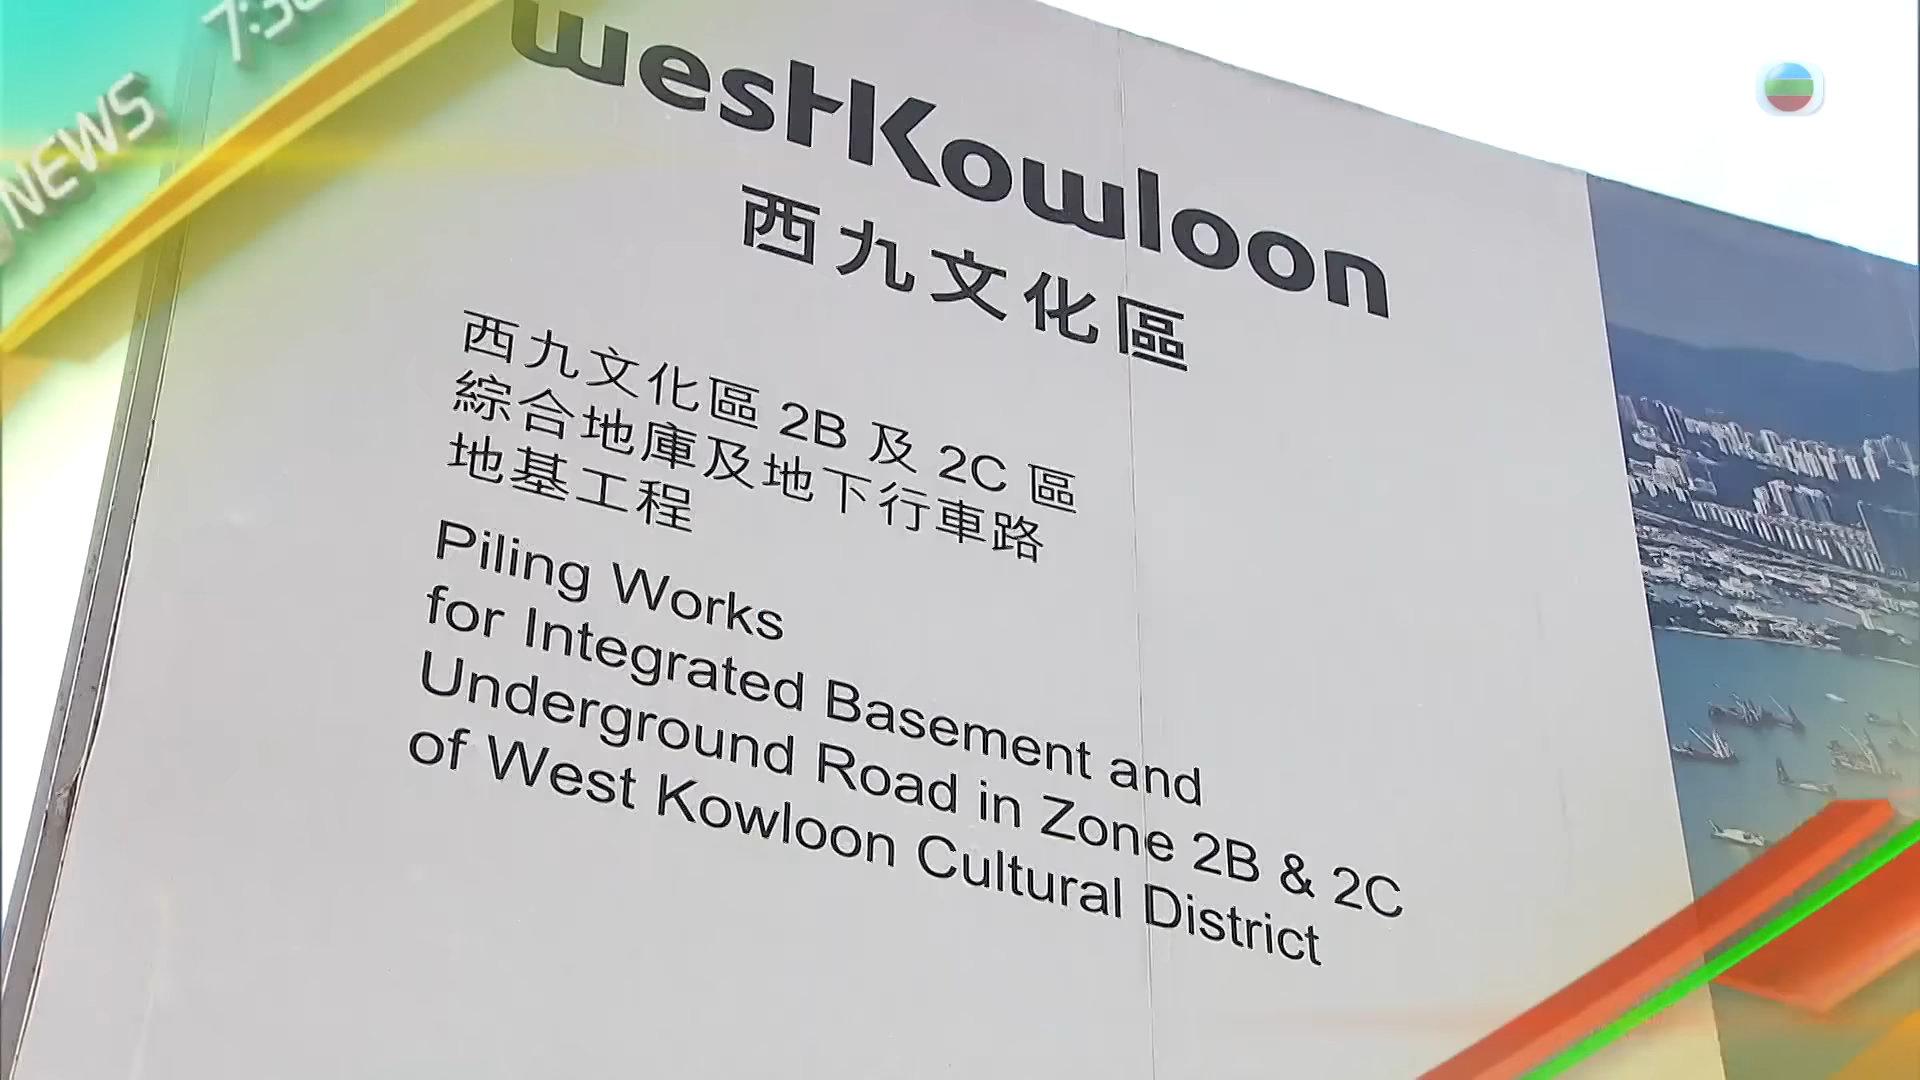 NEWS
westKowloon
西九文化區
西九文化區 2B 及 2C 區
綜合地庫及地下行車路
地基工程
Piling Works
for Integrated Basement and
Underground Road in Zone 2B & 2C
of West Kowloon Cultural District